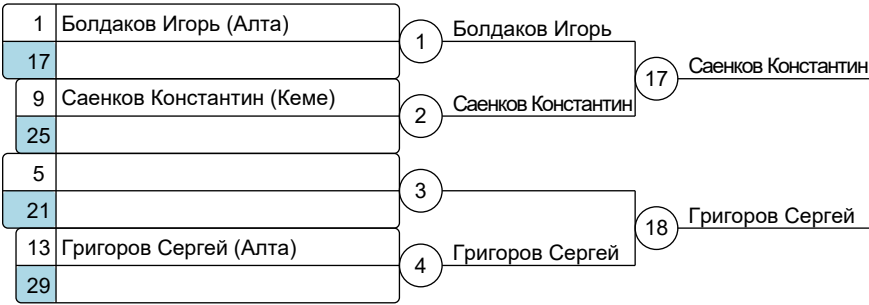 1 Болдаков Игорь (Алта)
17
1 Болдаков Игорь
9 Саенков Константин (Кеме)
25
2 Саенков Константин
17 Саенков Константин
5
21
3
13 Григоров Сергей (Алта)
29
4 Григоров Сергей
18 Григоров Сергей